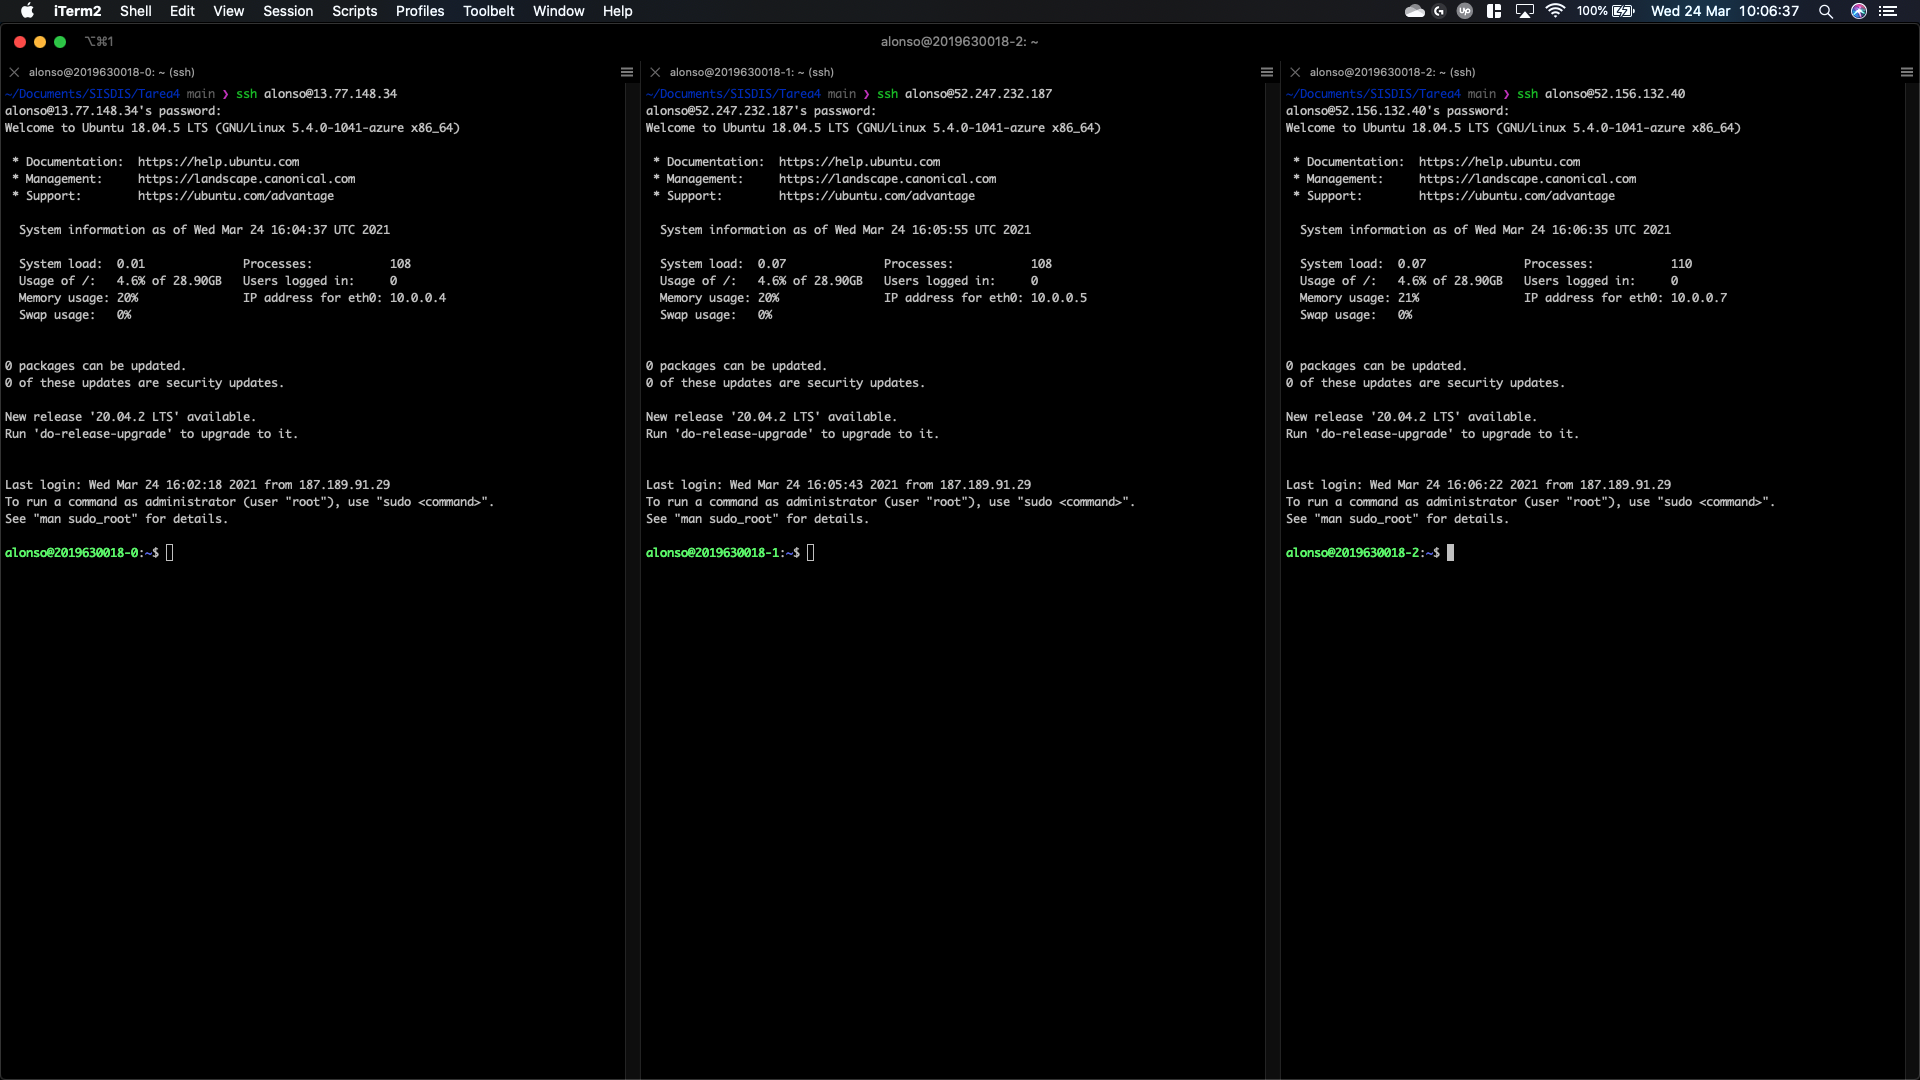 iTerm2 Shell Edit View Session Scripts Profiles Toolbelt Window Help 100% Wed 24 Mar 10:06:37
⌥⌘1 alonso@2019630018-2: ~
alonso@2019630018-0: ~ (ssh)
~/Documents/SISDIS/Tarea4 main ❯ ssh alonso@13.77.148.34
alonso@13.77.148.34's password:
Welcome to Ubuntu 18.04.5 LTS (GNU/Linux 5.4.0-1041-azure x86_64)
* Documentation: https://help.ubuntu.com
* Management: https://landscape.canonical.com
* Support: https://ubuntu.com/advantage
System information as of Wed Mar 24 16:04:37 UTC 2021
System load: 0.01 Processes: 108
Usage of /: 4.6% of 28.90GB Users logged in: 0
Memory usage: 20% IP address for eth0: 10.0.0.4
Swap usage: 0%
0 packages can be updated.
0 of these updates are security updates.
New release '20.04.2 LTS' available.
Run 'do-release-upgrade' to upgrade to it.
Last login: Wed Mar 24 16:02:18 2021 from 187.189.91.29
To run a command as administrator (user "root"), use "sudo <command>".
See "man sudo_root" for details.
alonso@2019630018-0:~$
alonso@2019630018-1: ~ (ssh)
~/Documents/SISDIS/Tarea4 main ❯ ssh alonso@52.247.232.187
alonso@52.247.232.187's password:
Welcome to Ubuntu 18.04.5 LTS (GNU/Linux 5.4.0-1041-azure x86_64)
* Documentation: https://help.ubuntu.com
* Management: https://landscape.canonical.com
* Support: https://ubuntu.com/advantage
System information as of Wed Mar 24 16:05:55 UTC 2021
System load: 0.07 Processes: 108
Usage of /: 4.6% of 28.90GB Users logged in: 0
Memory usage: 20% IP address for eth0: 10.0.0.5
Swap usage: 0%
0 packages can be updated.
0 of these updates are security updates.
New release '20.04.2 LTS' available.
Run 'do-release-upgrade' to upgrade to it.
Last login: Wed Mar 24 16:05:43 2021 from 187.189.91.29
To run a command as administrator (user "root"), use "sudo <command>".
See "man sudo_root" for details.
alonso@2019630018-1:~$
alonso@2019630018-2: ~ (ssh)
~/Documents/SISDIS/Tarea4 main ❯ ssh alonso@52.156.132.40
alonso@52.156.132.40's password:
Welcome to Ubuntu 18.04.5 LTS (GNU/Linux 5.4.0-1041-azure x86_64)
* Documentation: https://help.ubuntu.com
* Management: https://landscape.canonical.com
* Support: https://ubuntu.com/advantage
System information as of Wed Mar 24 16:06:35 UTC 2021
System load: 0.07 Processes: 110
Usage of /: 4.6% of 28.90GB Users logged in: 0
Memory usage: 21% IP address for eth0: 10.0.0.7
Swap usage: 0%
0 packages can be updated.
0 of these updates are security updates.
New release '20.04.2 LTS' available.
Run 'do-release-upgrade' to upgrade to it.
Last login: Wed Mar 24 16:06:22 2021 from 187.189.91.29
To run a command as administrator (user "root"), use "sudo <command>".
See "man sudo_root" for details.
alonso@2019630018-2:~$